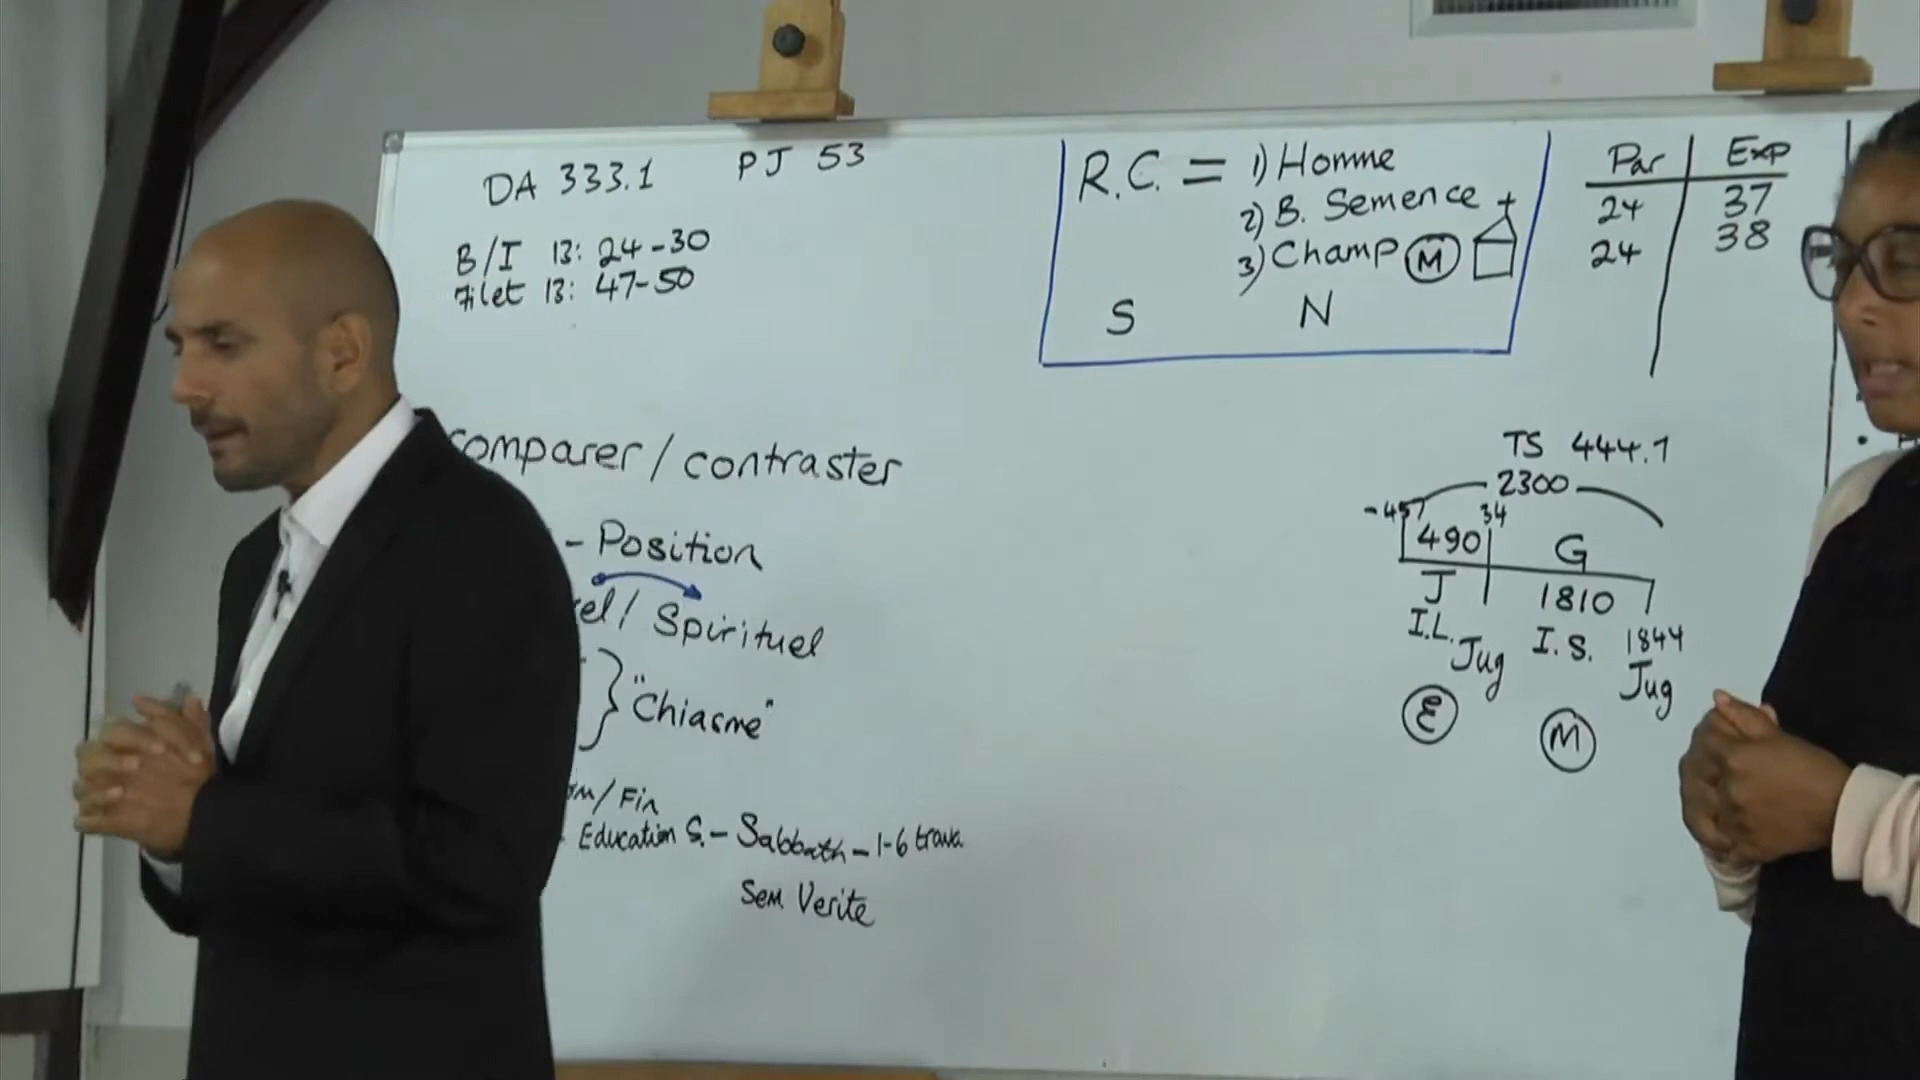 DA 333.1 PJ 53
B/I 13: 24-30
Filet 13: 47-50
comparer/contraster
- Position
el/ Spirituel
} "Chiasme"
/Fin
Education S. - Sabbath - 1-6 trava
Sem Verite
R.C. = 1) Homme
2) B. Semence
3) Champ M
S N
Par Exp
24 37
24 38
TS 444.1
2300
-457 34
490 G
J 1810
I.L. I.S. 1844
Jug Jug
E M